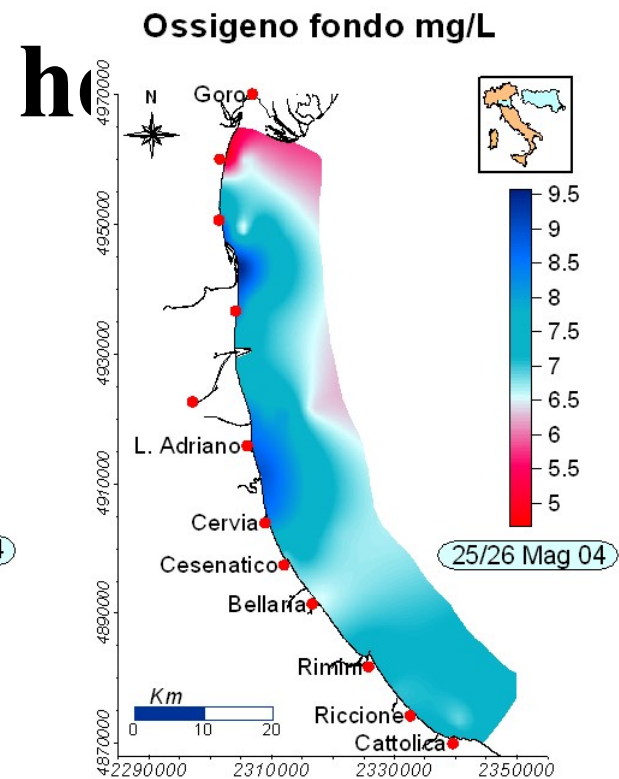 Ossigeno fondo mg/L
N
Goro
L. Adriano
Cervia
Cesenatico
Bellaria
Rimini
Riccione
Cattolica
4970000
4950000
4930000
4910000
4890000
4870000
2290000
2310000
2330000
2350000
Km
0 10 20
9.5
9
8.5
8
7.5
7
6.5
6
5.5
5
25/26 Mag 04